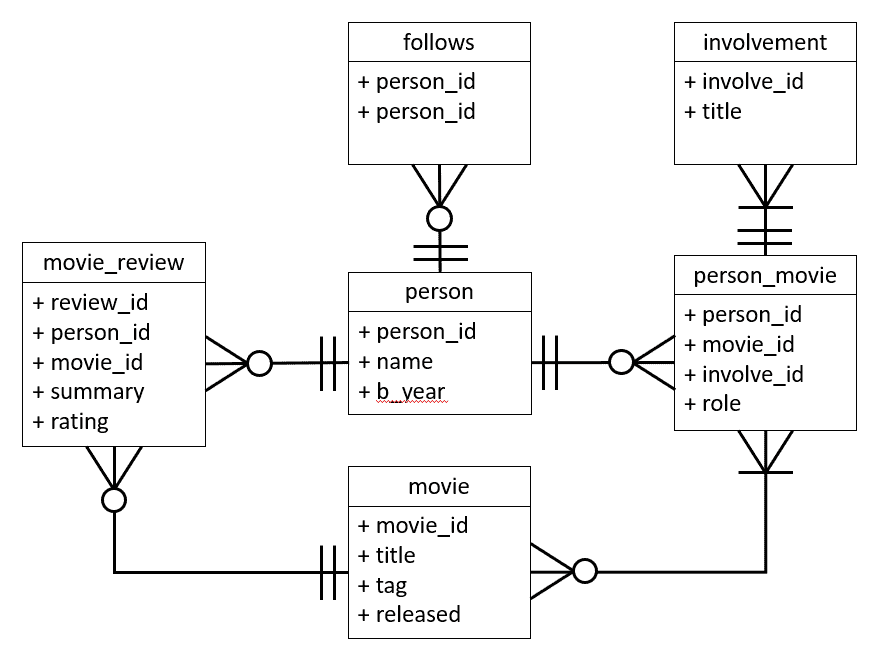 follows
+ person_id
+ person_id
involvement
+ involve_id
+ title
movie_review
+ review_id
+ person_id
+ movie_id
+ summary
+ rating
person
+ person_id
+ name
+ b_year
person_movie
+ person_id
+ movie_id
+ involve_id
+ role
movie
+ movie_id
+ title
+ tag
+ released